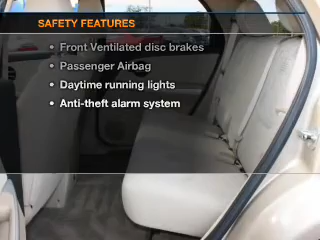 SAFETY FEATURES
• Front Ventilated disc brakes
• Passenger Airbag
• Daytime running lights
• Anti-theft alarm system